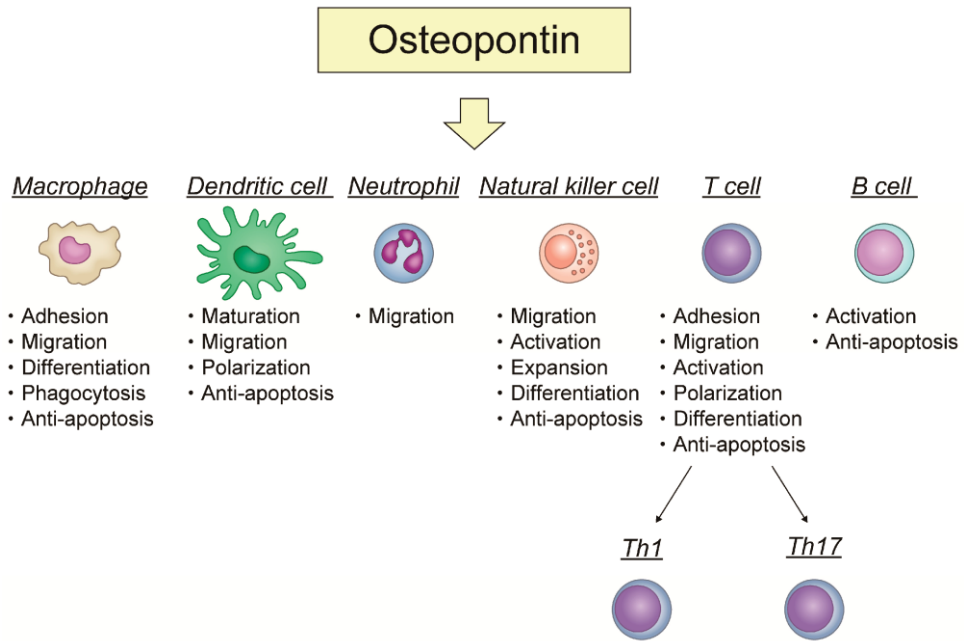 Osteopontin
Macrophage
・Adhesion
・Migration
・Differentiation
・Phagocytosis
・Anti-apoptosis
Dendritic cell
・Maturation
・Migration
・Polarization
・Anti-apoptosis
Neutrophil
・Migration
Natural killer cell
・Migration
・Activation
・Expansion
・Differentiation
・Anti-apoptosis
T cell
・Adhesion
・Migration
・Activation
・Polarization
・Differentiation
・Anti-apoptosis
B cell
・Activation
・Anti-apoptosis
Th1
Th17